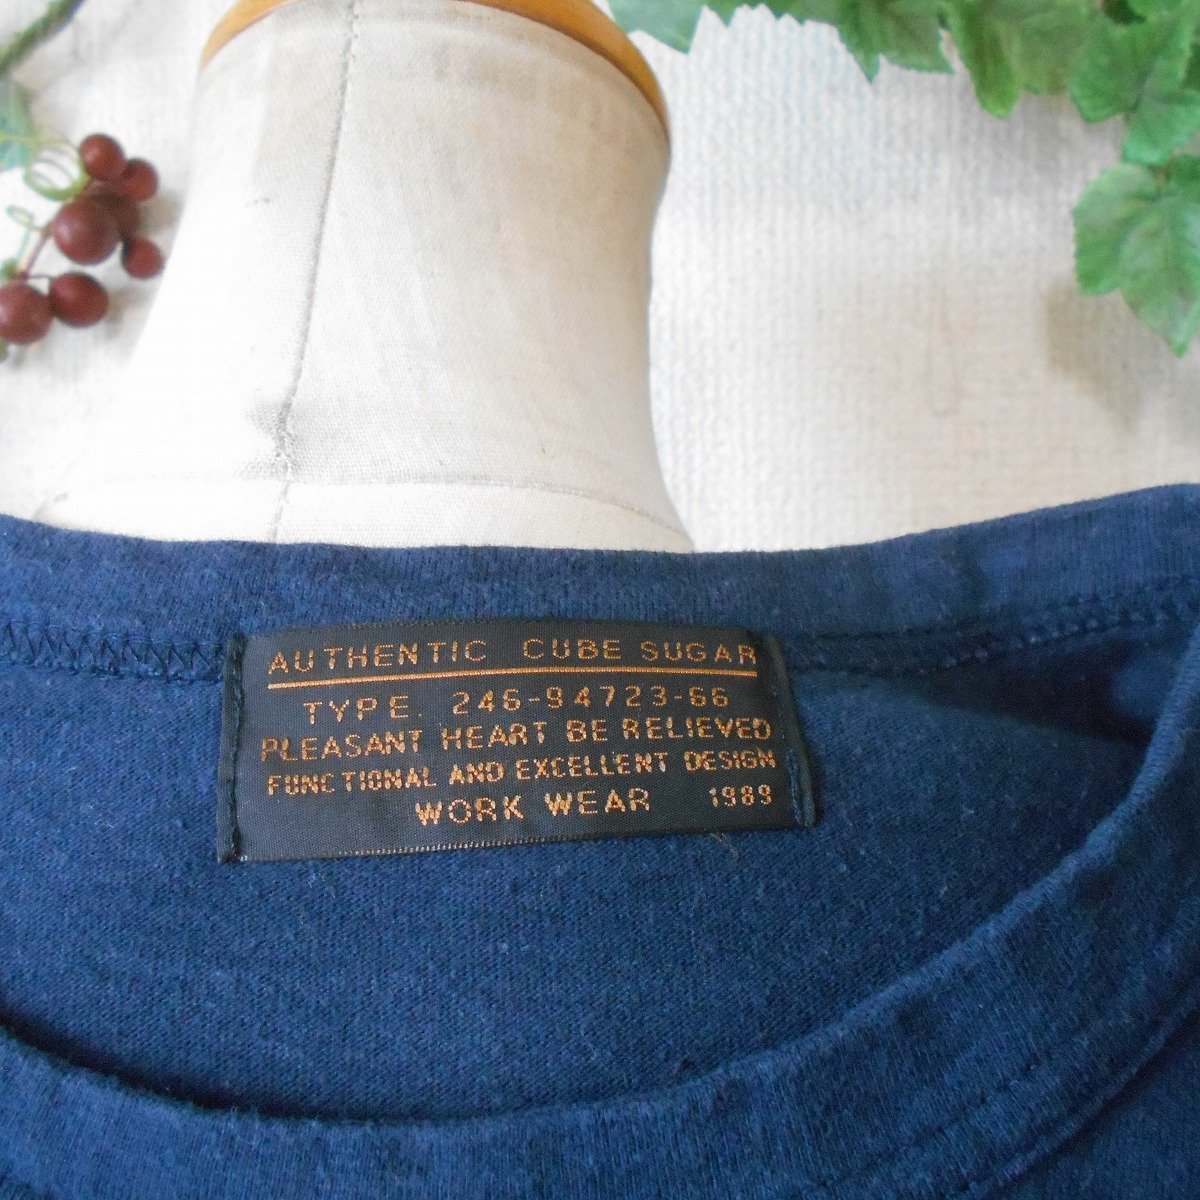 AUTHENTIC CUBE SUGAR
TYPE. 246-94723-66
PLEASANT HEART BE RELIEVED
FUNCTIONAL AND EXCELLENT DESIGN
WORK WEAR 1989